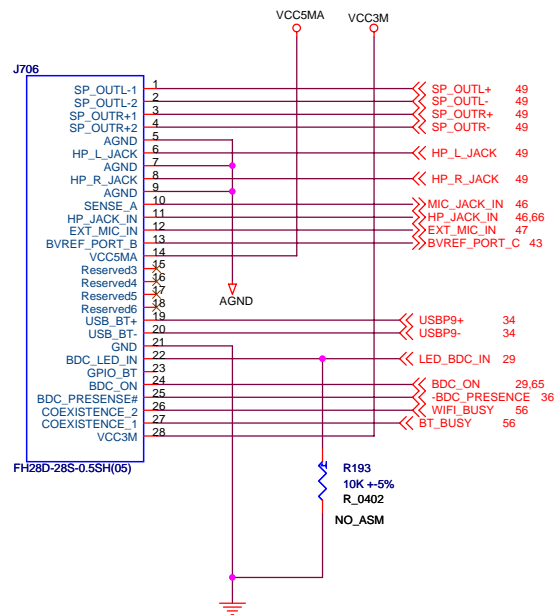 VCC5MA VCC3M
J706
SP_OUTL-1 1 SP_OUTL+ 49
SP_OUTL-2 2 SP_OUTL- 49
SP_OUTR+1 3 SP_OUTR+ 49
SP_OUTR+2 4 SP_OUTR- 49
AGND 5
HP_L_JACK 6 HP_L_JACK 49
AGND 7
HP_R_JACK 8 HP_R_JACK 49
AGND 9
SENSE_A 10 MIC_JACK_IN 46
HP_JACK_IN 11 HP_JACK_IN 46,66
EXT_MIC_IN 12 EXT_MIC_IN 47
BVREF_PORT_B 13 BVREF_PORT_C 43
VCC5MA 14
Reserved3 15
Reserved4 16
Reserved5 17
Reserved6 18
AGND
USB_BT+ 19 USBP9+ 34
USB_BT- 20 USBP9- 34
GND 21
BDC_LED_IN 22 LED_BDC_IN 29
GPIO_BT 23
BDC_ON 24 BDC_ON 29,65
BDC_PRESENSE# 25 -BDC_PRESENCE 36
COEXISTENCE_2 26 WIFI_BUSY 56
COEXISTENCE_1 27 BT_BUSY 56
VCC3M 28
FH28D-28S-0.5SH(05)
R193
10K +-5%
R_0402
NO_ASM